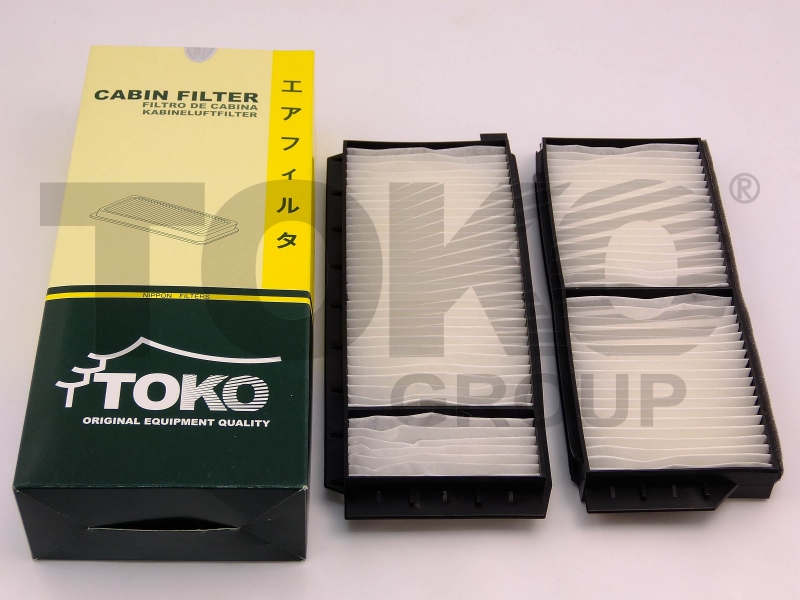 CABIN FILTER
FILTRO DE CABINA
KABINELUFTFILTER
エアフィルタ
NIPPON FILTERS
TOKO
ORIGINAL EQUIPMENT QUALITY
TOKO®
GROUP